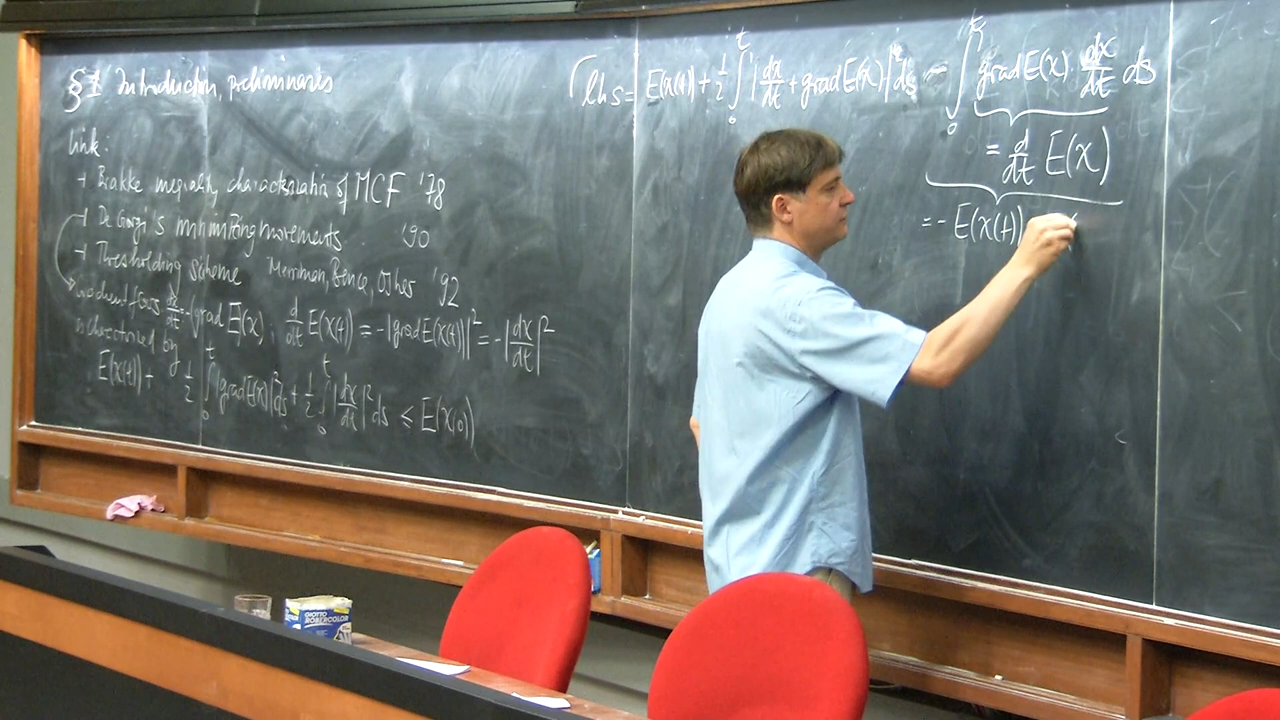 §1 Introduction, preliminaries
link:
+ Brakke inequality characterization of MCF '78
+ De Giorgi's minimizing movements '90
+ Thresholding scheme Merriman, Bence, Osher '92
Gradient flows dx/dt = -grad E(x), d/dt E(x(t)) = -|grad E(x(t))|² = -|dx/dt|²
is characterized by
E(x(t)) + ½ ∫₀ᵗ |grad E(x)|² ds + ½ ∫₀ᵗ |dx/dt|² ds ≤ E(x(0))
lhs = E(x(t)) + ½ ∫₀ᵗ |dx/dt + grad E(x)|² ds - ∫₀ᵗ grad E(x) · dx/dt ds
= d/dt E(x)
= - E(x(t))
GIOTTO
ROBERCOLOR